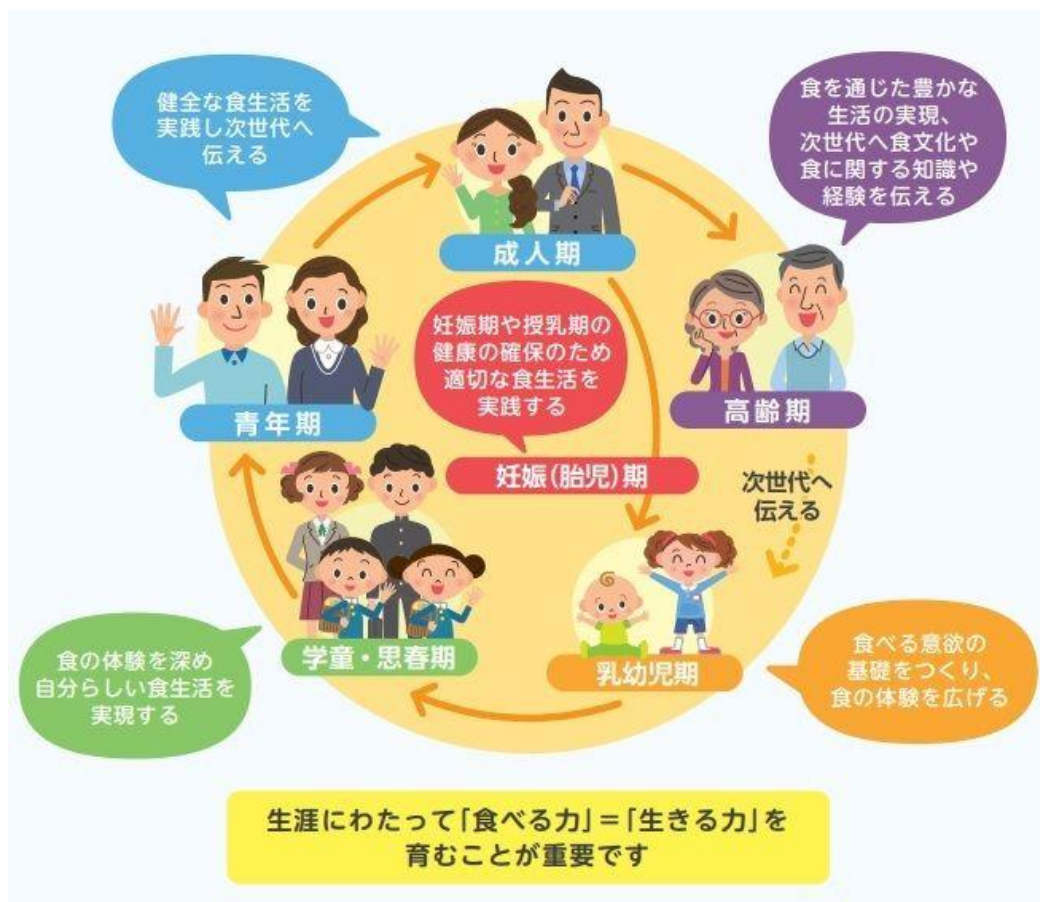 健全な食生活を
実践し次世代へ
伝える
食を通じた豊かな
生活の実現、
次世代へ食文化や
食に関する知識や
経験を伝える
成人期
妊娠期や授乳期の
健康の確保のため
適切な食生活を
実践する
青年期
高齢期
妊娠(胎児)期
次世代へ
伝える
食の体験を深め
自分らしい食生活を
実現する
学童・思春期
乳幼児期
食べる意欲の
基礎をつくり、
食の体験を広げる
生涯にわたって「食べる力」=「生きる力」を
育むことが重要です